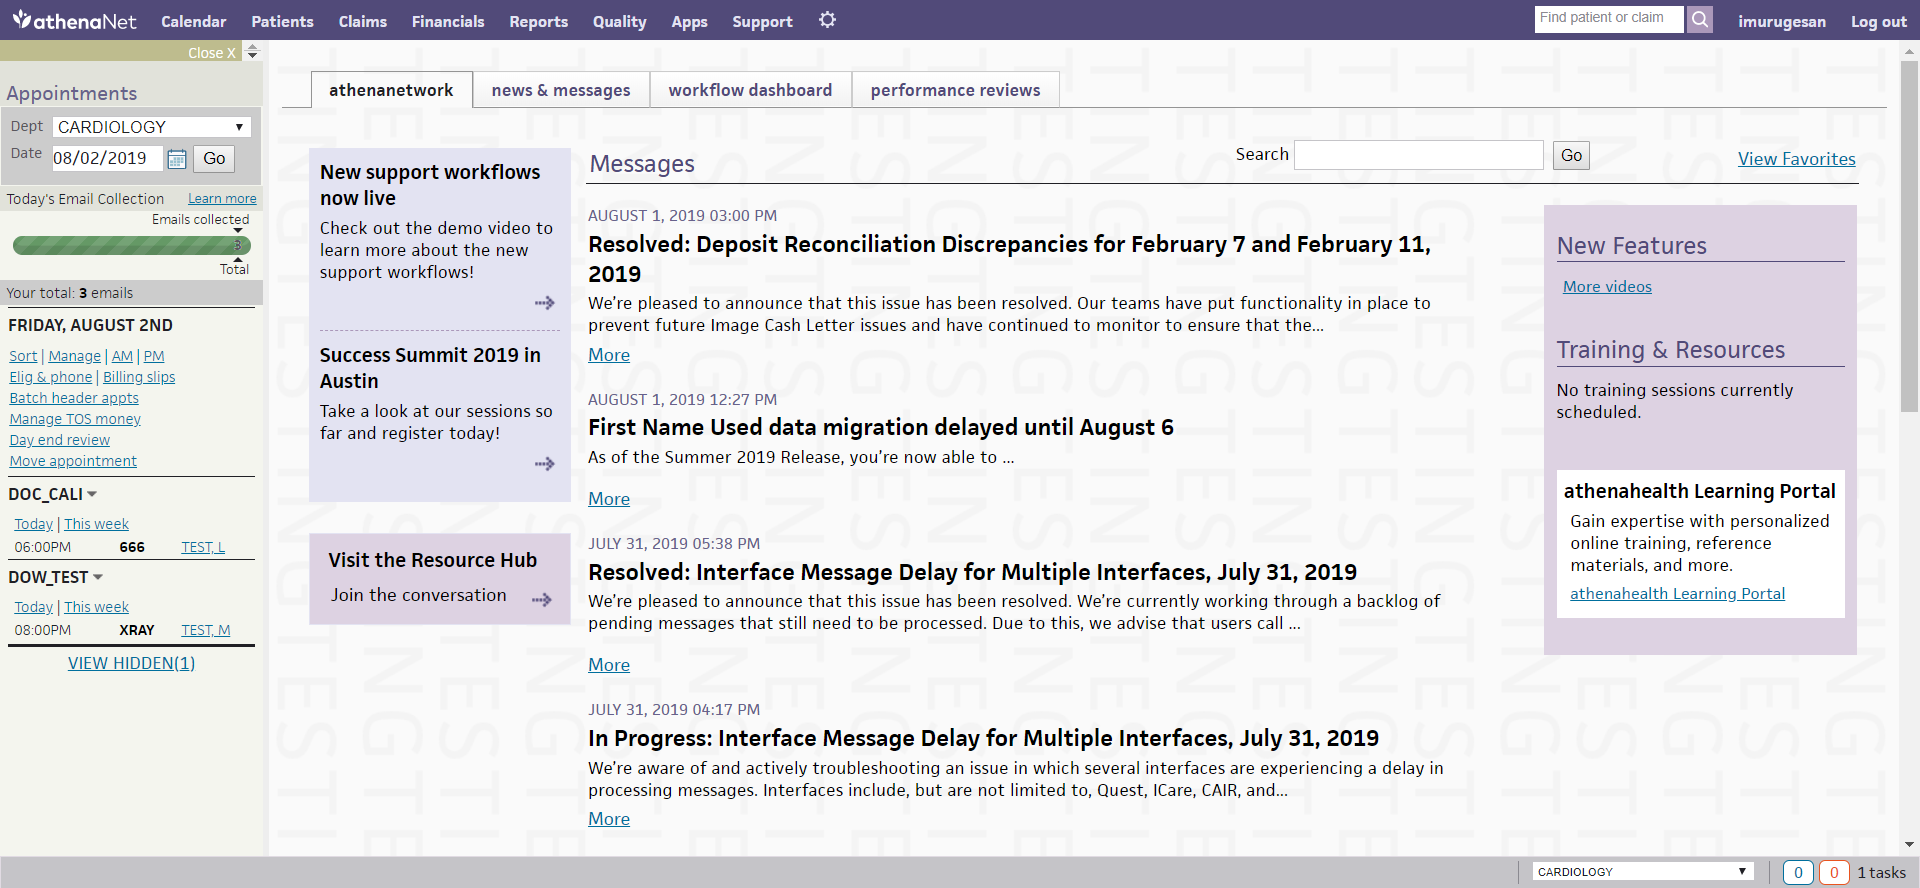 athenaNet Calendar Patients Claims Financials Reports Quality Apps Support Find patient or claim imurugesan Log out
Close X
Appointments
Dept CARDIOLOGY
Date 08/02/2019 Go
Today's Email Collection Learn more
Emails collected
3
Total
Your total: 3 emails
FRIDAY, AUGUST 2ND
Sort | Manage | AM | PM
Elig & phone | Billing slips
Batch header appts
Manage TOS money
Day end review
Move appointment
DOC_CALI
Today | This week
06:00PM 666 TEST, L
DOW_TEST
Today | This week
08:00PM XRAY TEST, M
VIEW HIDDEN(1)
athenanetwork news & messages workflow dashboard performance reviews
New support workflows
now live
Check out the demo video to
learn more about the new
support workflows!
Success Summit 2019 in
Austin
Take a look at our sessions so
far and register today!
Visit the Resource Hub
Join the conversation
Messages
Search Go View Favorites
AUGUST 1, 2019 03:00 PM
Resolved: Deposit Reconciliation Discrepancies for February 7 and February 11,
2019
We're pleased to announce that this issue has been resolved. Our teams have put functionality in place to
prevent future Image Cash Letter issues and have continued to monitor to ensure that the...
More
AUGUST 1, 2019 12:27 PM
First Name Used data migration delayed until August 6
As of the Summer 2019 Release, you're now able to ...
More
JULY 31, 2019 05:38 PM
Resolved: Interface Message Delay for Multiple Interfaces, July 31, 2019
We're pleased to announce that this issue has been resolved. We're currently working through a backlog of
pending messages that still need to be processed. Due to this, we advise that users call ...
More
JULY 31, 2019 04:17 PM
In Progress: Interface Message Delay for Multiple Interfaces, July 31, 2019
We're aware of and actively troubleshooting an issue in which several interfaces are experiencing a delay in
processing messages. Interfaces include, but are not limited to, Quest, ICare, CAIR, and...
More
New Features
More videos
Training & Resources
No training sessions currently
scheduled.
athenahealth Learning Portal
Gain expertise with personalized
online training, reference
materials, and more.
athenahealth Learning Portal
CARDIOLOGY 0 0 1 tasks